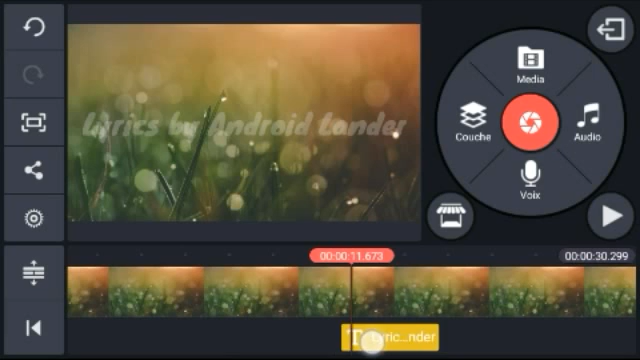 Media
Lyrics by Android Lander
Couche
Audio
Voix
00:00:11.673
00:00:30.299
T Lyric...nder